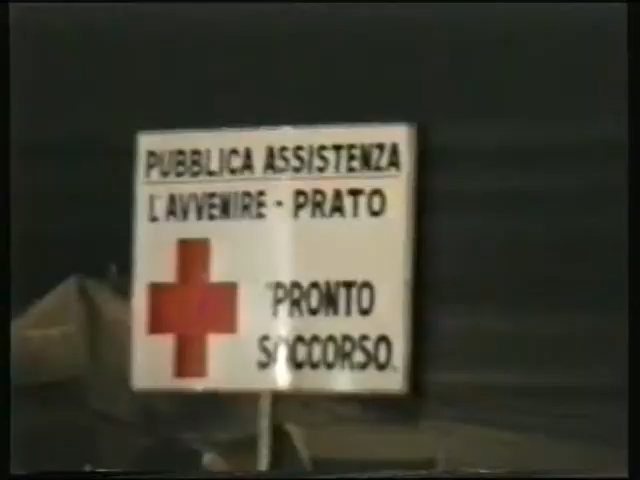 PUBBLICA ASSISTENZA
L'AVVENIRE - PRATO
"PRONTO
SOCCORSO"